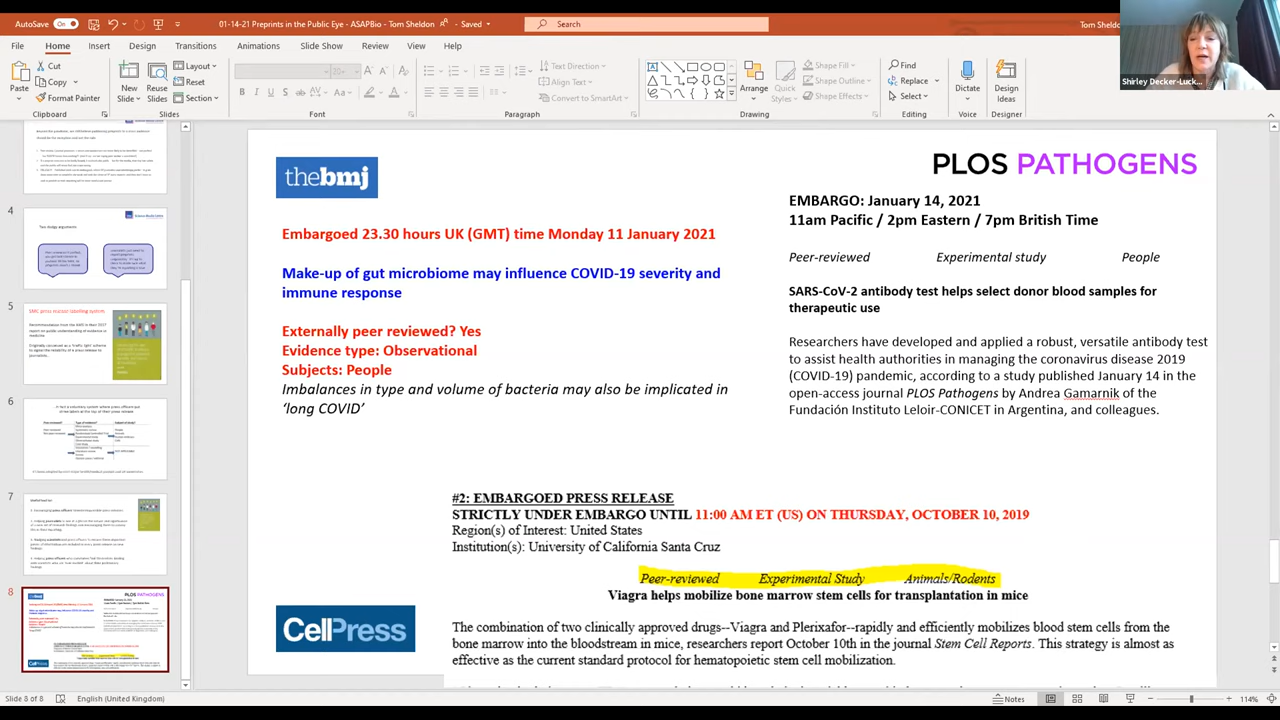 AutoSave
On
01-14-21 Preprints in the Public Eye - ASAPBio - Tom Sheldon
Saved
Search
Tom Sheldo
File
Home
Insert
Design
Transitions
Animations
Slide Show
Review
View
Help
Paste
Cut
Copy
Format Painter
Clipboard
New Slide
Reuse Slides
Layout
Reset
Section
Slides
Font
Text Direction
Align Text
Convert to SmartArt
Paragraph
Arrange
Quick Styles
Shape Fill
Shape Outline
Shape Effects
Drawing
Find
Replace
Select
Editing
Dictate
Voice
Design Ideas
Designer
Shirley Decker-Luck...
4
5
6
7
8
Two dodgy arguments
SMC press release labelling system
thebmj
Embargoed 23.30 hours UK (GMT) time Monday 11 January 2021
Make-up of gut microbiome may influence COVID-19 severity and
immune response
Externally peer reviewed? Yes
Evidence type: Observational
Subjects: People
Imbalances in type and volume of bacteria may also be implicated in
‘long COVID’
PLOS PATHOGENS
EMBARGO: January 14, 2021
11am Pacific / 2pm Eastern / 7pm British Time
Peer-reviewed Experimental study People
SARS-CoV-2 antibody test helps select donor blood samples for
therapeutic use
Researchers have developed and applied a robust, versatile antibody test
to assist health authorities in managing the coronavirus disease 2019
(COVID-19) pandemic, according to a study published January 14 in the
open-access journal PLOS Pathogens by Andrea Gamarnik of the
Fundación Instituto Leloir-CONICET in Argentina, and colleagues.
#2: EMBARGOED PRESS RELEASE
STRICTLY UNDER EMBARGO UNTIL 11:00 AM ET (US) ON THURSDAY, OCTOBER 10, 2019
Region(s) of Interest: United States
Institution(s): University of California Santa Cruz
Peer-reviewed Experimental Study Animals/Rodents
Viagra helps mobilize bone marrow stem cells for transplantation in mice
CellPress
The combination of two clinically approved drugs--Viagra and Plerixafor--rapidly and efficiently mobilizes blood stem cells from the
bone marrow into the bloodstream in mice, researchers report October 10th in the journal Stem Cell Reports. This strategy is almost as
effective as the current standard protocol for hematopoietic stem cell mobilization.
Slide 8 of 8
English (United Kingdom)
Notes
114%